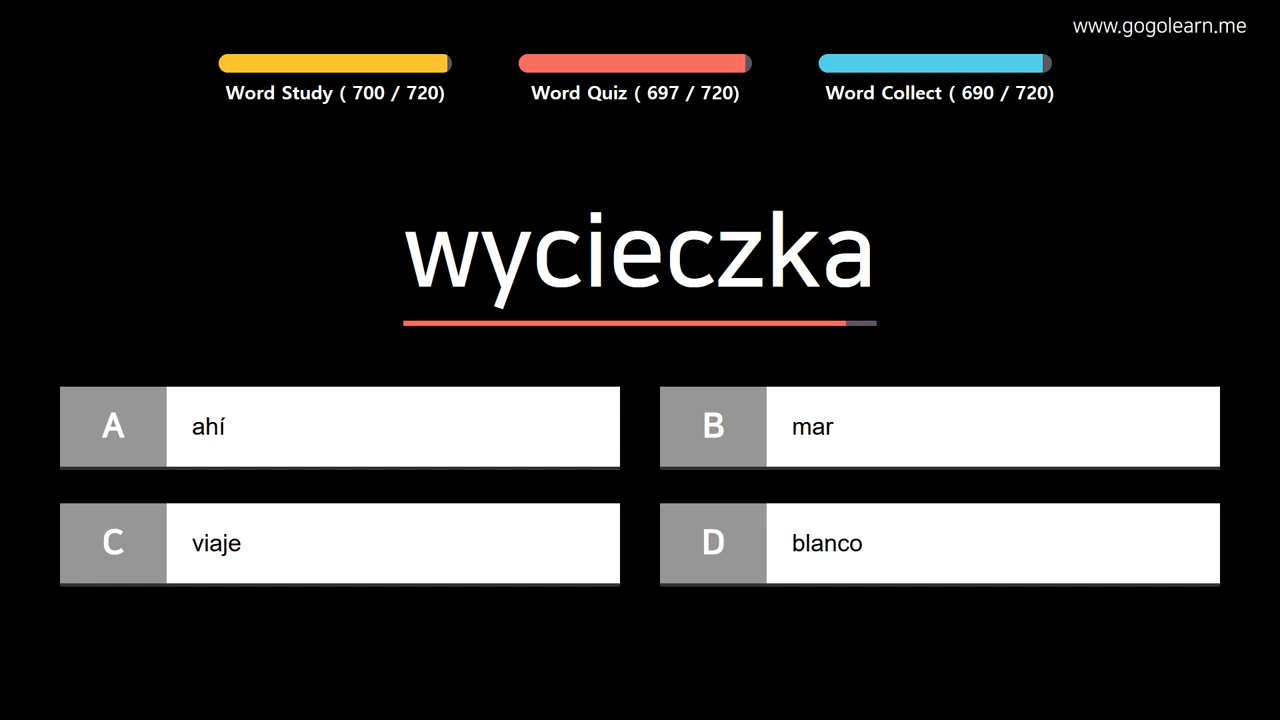 www.gogolearn.me
Word Study ( 700 / 720)
Word Quiz ( 697 / 720)
Word Collect ( 690 / 720)
wycieczka
A ahí
B mar
C viaje
D blanco